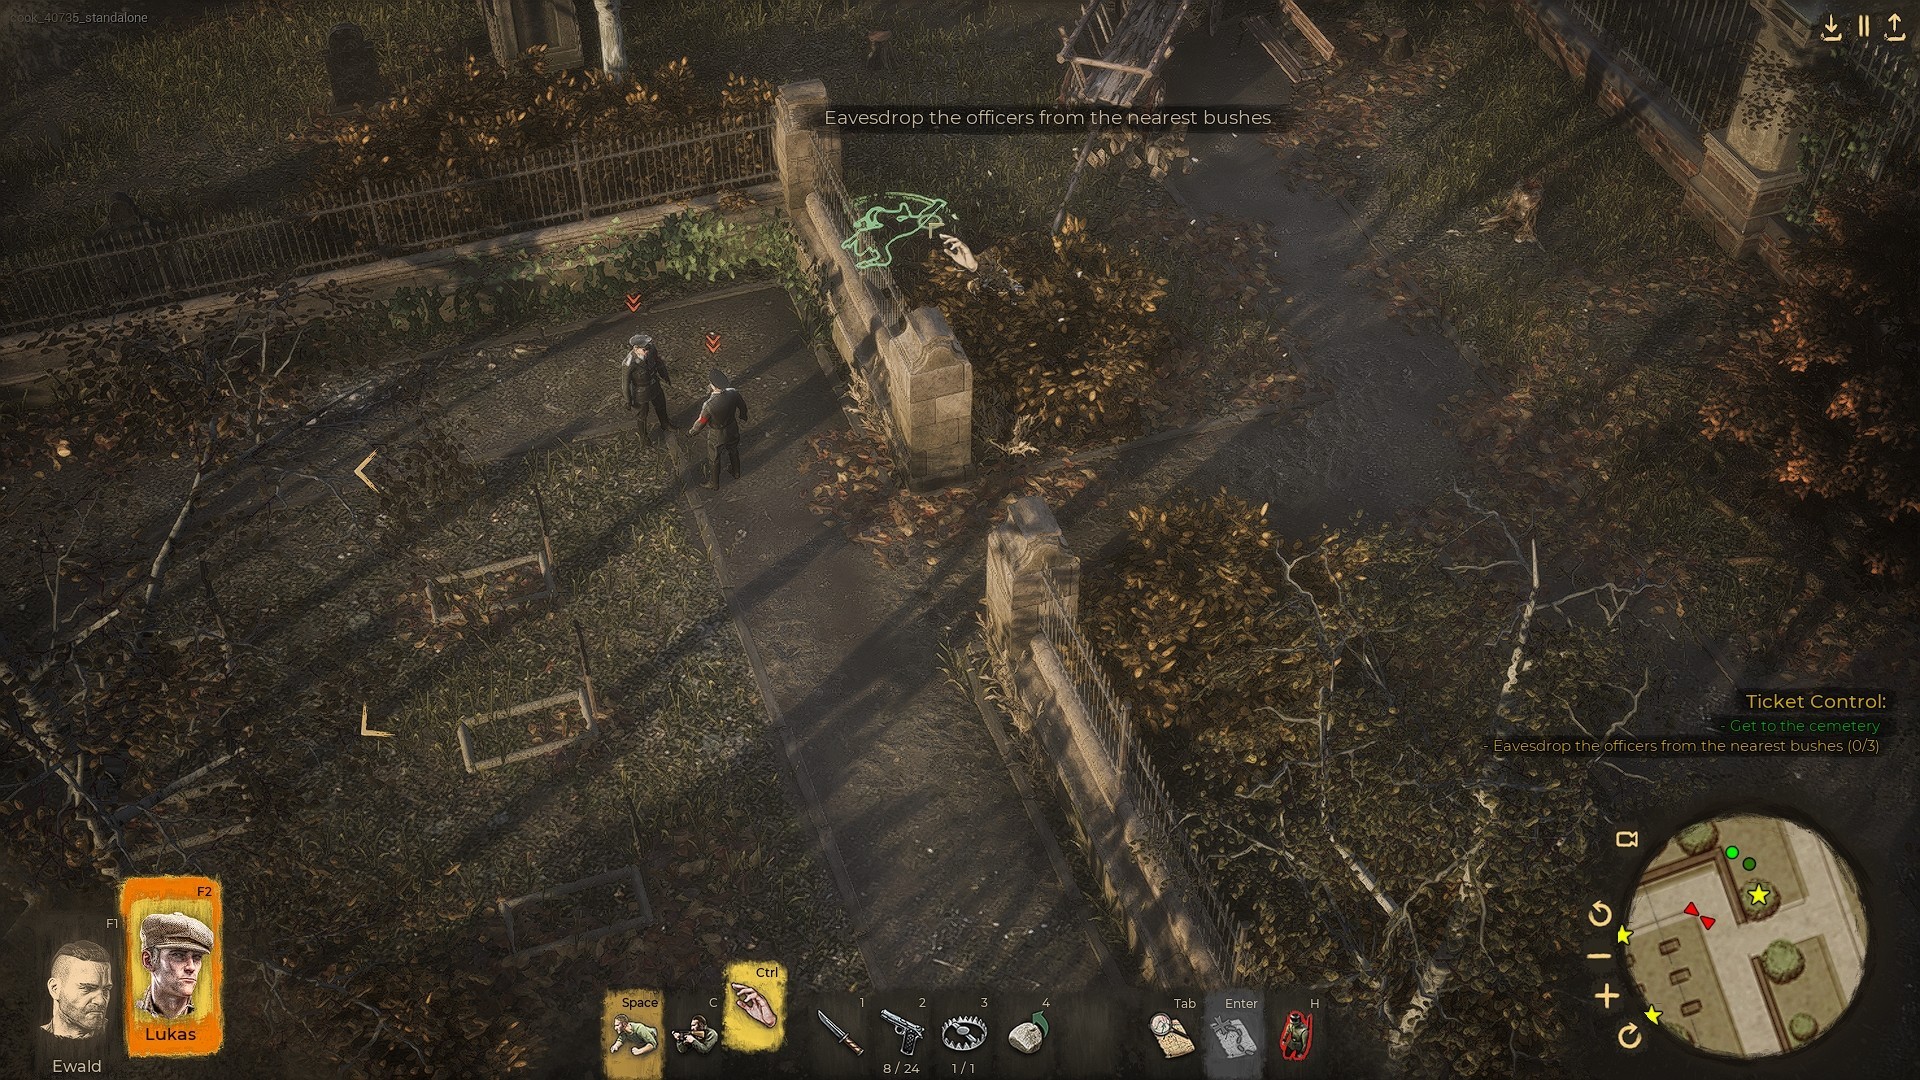 cook_40735_standalone
Eavesdrop the officers from the nearest bushes
Ticket Control:
- Get to the cemetery
- Eavesdrop the officers from the nearest bushes (0/3)
F1
Ewald
F2
Lukas
Space
C
Ctrl
1
2
8 / 24
3
1 / 1
4
Tab
Enter
H